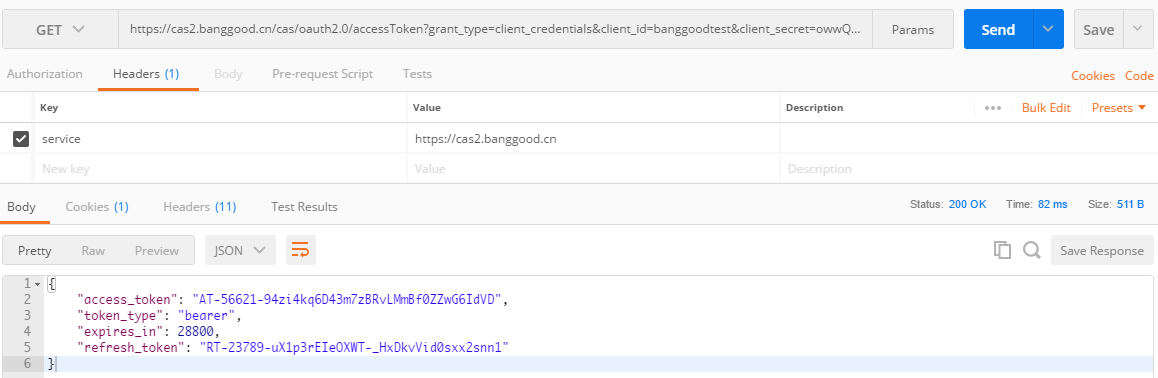 GET https://cas2.banggood.cn/cas/oauth2.0/accessToken?grant_type=client_credentials&client_id=banggoodtest&client_secret=owwQ... Params Send Save
Authorization Headers (1) Body Pre-request Script Tests Cookies Code
Key Value Description ••• Bulk Edit Presets
service https://cas2.banggood.cn
New key Value Description
Body Cookies (1) Headers (11) Test Results Status: 200 OK Time: 82 ms Size: 511 B
Pretty Raw Preview JSON Save Response
1 {
2 "access_token": "AT-56621-94zi4kq6D43m7zBRvLMmBf0ZZwG6IdVD",
3 "token_type": "bearer",
4 "expires_in": 28800,
5 "refresh_token": "RT-23789-uX1p3rEIeOXWT-_HxDkvVid0sxx2snn1"
6 }